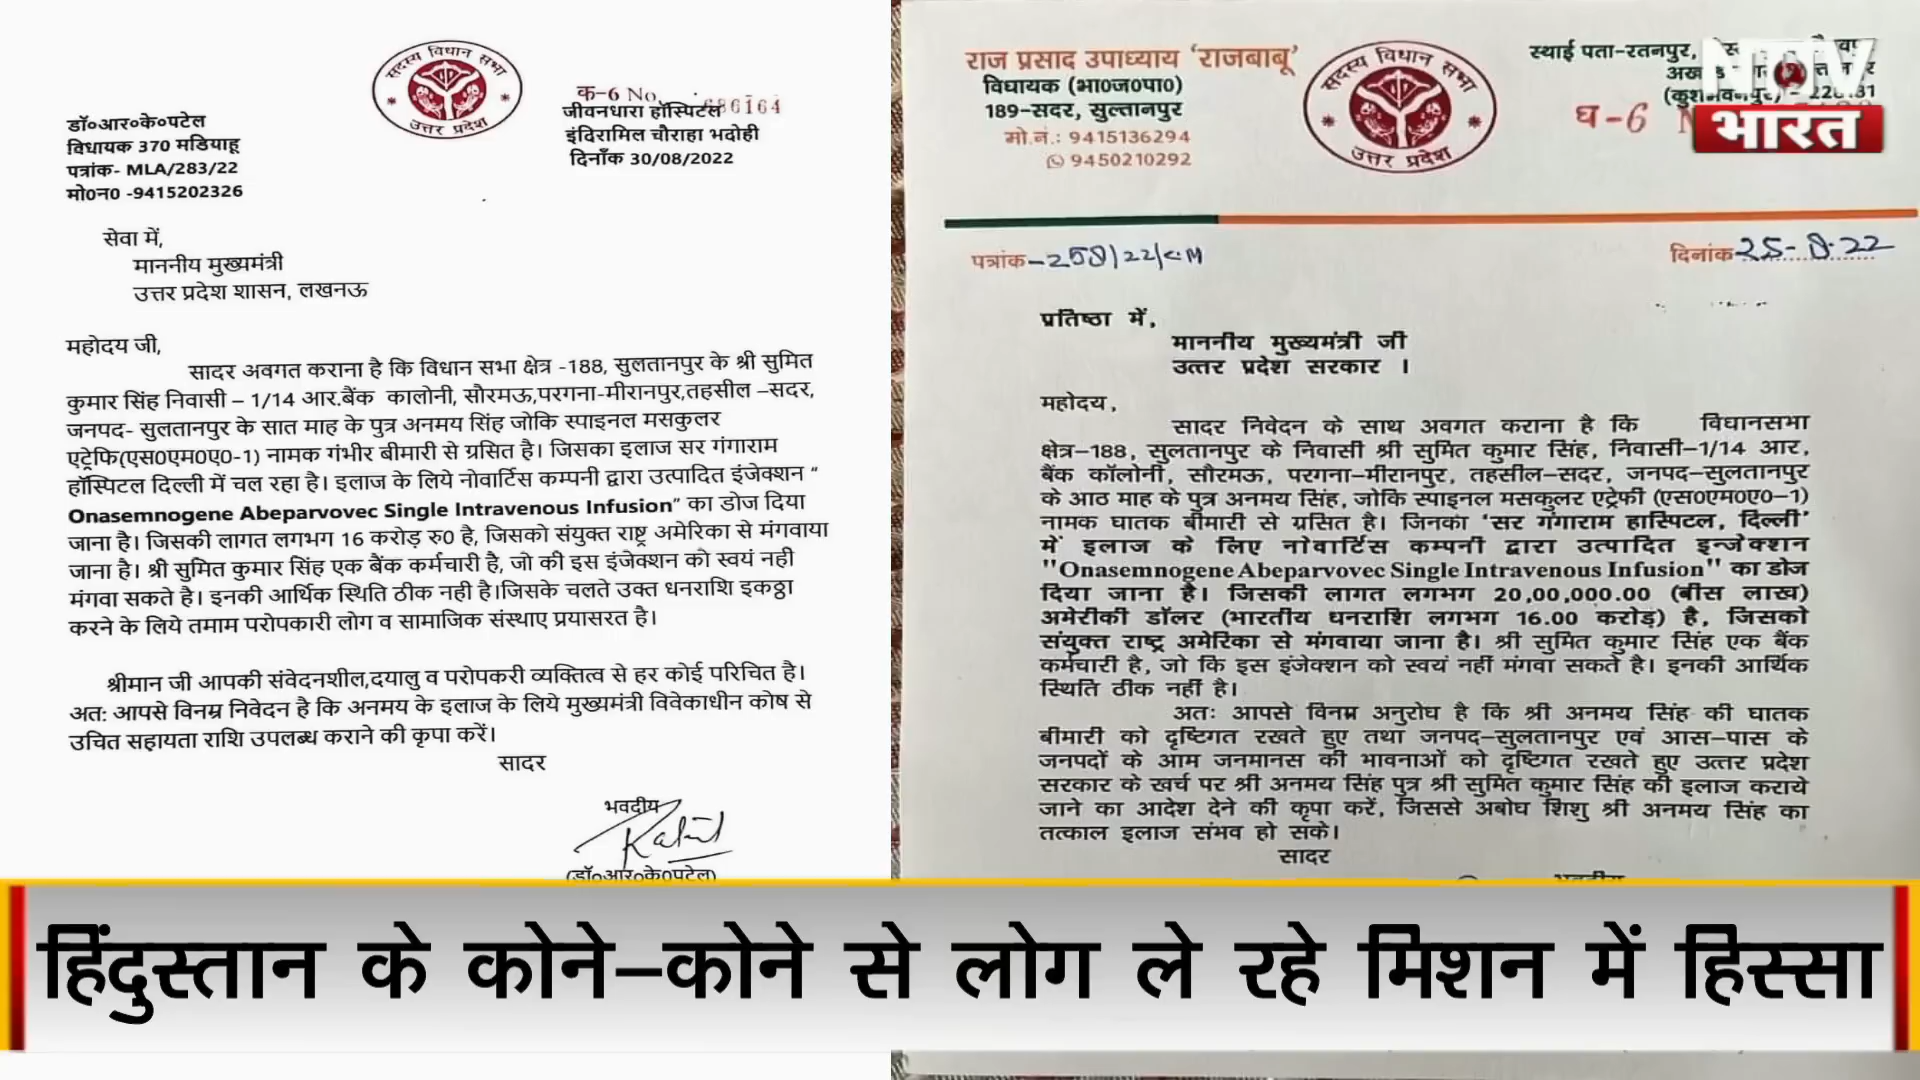 डॉ०आर०के०पटेल
विधायक 370 मडियाहू
पत्रांक- MLA/283/22
मो0न0 -9415202326
सदस्य विधान सभा
उत्तर प्रदेश
क-6 No. 686164
जीवनधारा हॉस्पिटल
इंदिरामिल चौराहा भदोही
दिनाँक 30/08/2022
सेवा में,
माननीय मुख्यमंत्री
उत्तर प्रदेश शासन, लखनऊ
महोदय जी,
सादर अवगत कराना है कि विधान सभा क्षेत्र -188, सुलतानपुर के श्री सुमित
कुमार सिंह निवासी – 1/14 आर.बैंक कालोनी, सौरमऊ,परगना-मीरानपुर,तहसील –सदर,
जनपद- सुलतानपुर के सात माह के पुत्र अनमय सिंह जोकि स्पाइनल मसकुलर
एट्रेफि(एस0एम0ए0-1) नामक गंभीर बीमारी से ग्रसित है। जिसका इलाज सर गंगाराम
हॉस्पिटल दिल्ली में चल रहा है। इलाज के लिये नोवार्टिस कम्पनी द्वारा उत्पादित इंजेक्शन “
Onasemnogene Abeparvovec Single Intravenous Infusion” का डोज दिया
जाना है। जिसकी लागत लगभग 16 करोड़ रु0 है, जिसको संयुक्त राष्ट्र अमेरिका से मंगवाया
जाना है। श्री सुमित कुमार सिंह एक बैंक कर्मचारी है, जो की इस इंजेक्शन को स्वयं नही
मंगवा सकते है। इनकी आर्थिक स्थिति ठीक नही है।जिसके चलते उक्त धनराशि इकठ्ठा
करने के लिये तमाम परोपकारी लोग व सामाजिक संस्थाए प्रयासरत है।
श्रीमान जी आपकी संवेदनशील,दयालु व परोपकरी व्यक्तित्व से हर कोई परिचित है।
अत: आपसे विनम्र निवेदन है कि अनमय के इलाज के लिये मुख्यमंत्री विवेकाधीन कोष से
उचित सहायता राशि उपलब्ध कराने की कृपा करें।
सादर
भवदीय
(डॉ०आर०के०पटेल)
राज प्रसाद उपाध्याय ‘राजबाबू’
विधायक (भा0ज0पा0)
189-सदर, सुल्तानपुर
मो.नं.: 9415136294
9450210292
सदस्य विधान सभा
उत्तर प्रदेश
स्थाई पता-रतनपुर,
घ-6
NDTV
भारत
पत्रांक-259/22/CM
दिनांक 25-8-22
प्रतिष्ठा में,
माननीय मुख्यमंत्री जी
उत्तर प्रदेश सरकार ।
महोदय,
सादर निवेदन के साथ अवगत कराना है कि विधानसभा
क्षेत्र-188, सुलतानपुर के निवासी श्री सुमित कुमार सिंह, निवासी-1/14 आर,
बैंक कॉलोनी, सौरमऊ, परगना-मीरानपुर, तहसील-सदर, जनपद-सुलतानपुर
के आठ माह के पुत्र अनमय सिंह, जोकि स्पाइनल मसकुलर एट्रेफी (एस0एम0ए0-1)
नामक घातक बीमारी से ग्रसित है। जिनका ‘सर गंगाराम हास्पिटल, दिल्ली’
में इलाज के लिए नोवार्टिस कम्पनी द्वारा उत्पादित इन्जेक्शन
''Onasemnogene Abeparvovec Single Intravenous Infusion'' का डोज
दिया जाना है। जिसकी लागत लगभग 20,00,000.00 (बीस लाख)
अमेरीकी डॉलर (भारतीय धनराशि लगभग 16.00 करोड़) है, जिसको
संयुक्त राष्ट्र अमेरिका से मंगवाया जाना है। श्री सुमित कुमार सिंह एक बैंक
कर्मचारी है, जो कि इस इंजेक्शन को स्वयं नहीं मंगवा सकते है। इनकी आर्थिक
स्थिति ठीक नहीं है।
अतः आपसे विनम्र अनुरोध है कि श्री अनमय सिंह की घातक
बीमारी को दृष्टिगत रखते हुए तथा जनपद-सुलतानपुर एवं आस-पास के
जनपदों के आम जनमानस की भावनाओं को दृष्टिगत रखते हुए उत्तर प्रदेश
सरकार के खर्च पर श्री अनमय सिंह पुत्र श्री सुमित कुमार सिंह की इलाज कराये
जाने का आदेश देने की कृपा करें, जिससे अबोध शिशु श्री अनमय सिंह का
तत्काल इलाज संभव हो सके।
सादर
भवदीय
हिंदुस्तान के कोने–कोने से लोग ले रहे मिशन में हिस्सा